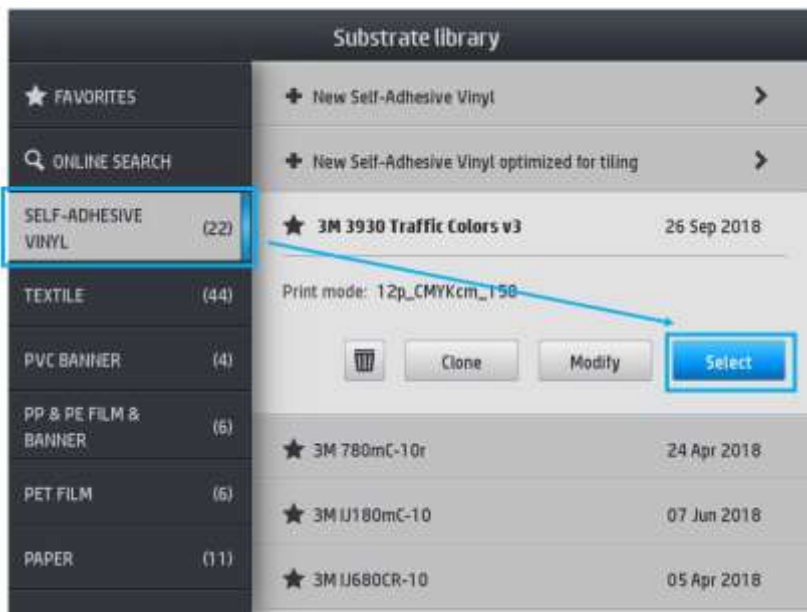 Substrate library
FAVORITES
ONLINE SEARCH
SELF-ADHESIVE
VINYL (22)
TEXTILE (44)
PVC BANNER (4)
PP & PE FILM &
BANNER (6)
PET FILM (6)
PAPER (11)
New Self-Adhesive Vinyl
New Self-Adhesive Vinyl optimized for tiling
3M 3930 Traffic Colors v3 26 Sep 2018
Print mode: 12p_CMYKcm_150
Clone Modify Select
3M 780mC-10r 24 Apr 2018
3M IJ180mC-10 07 Jun 2018
3M IJ680CR-10 05 Apr 2018